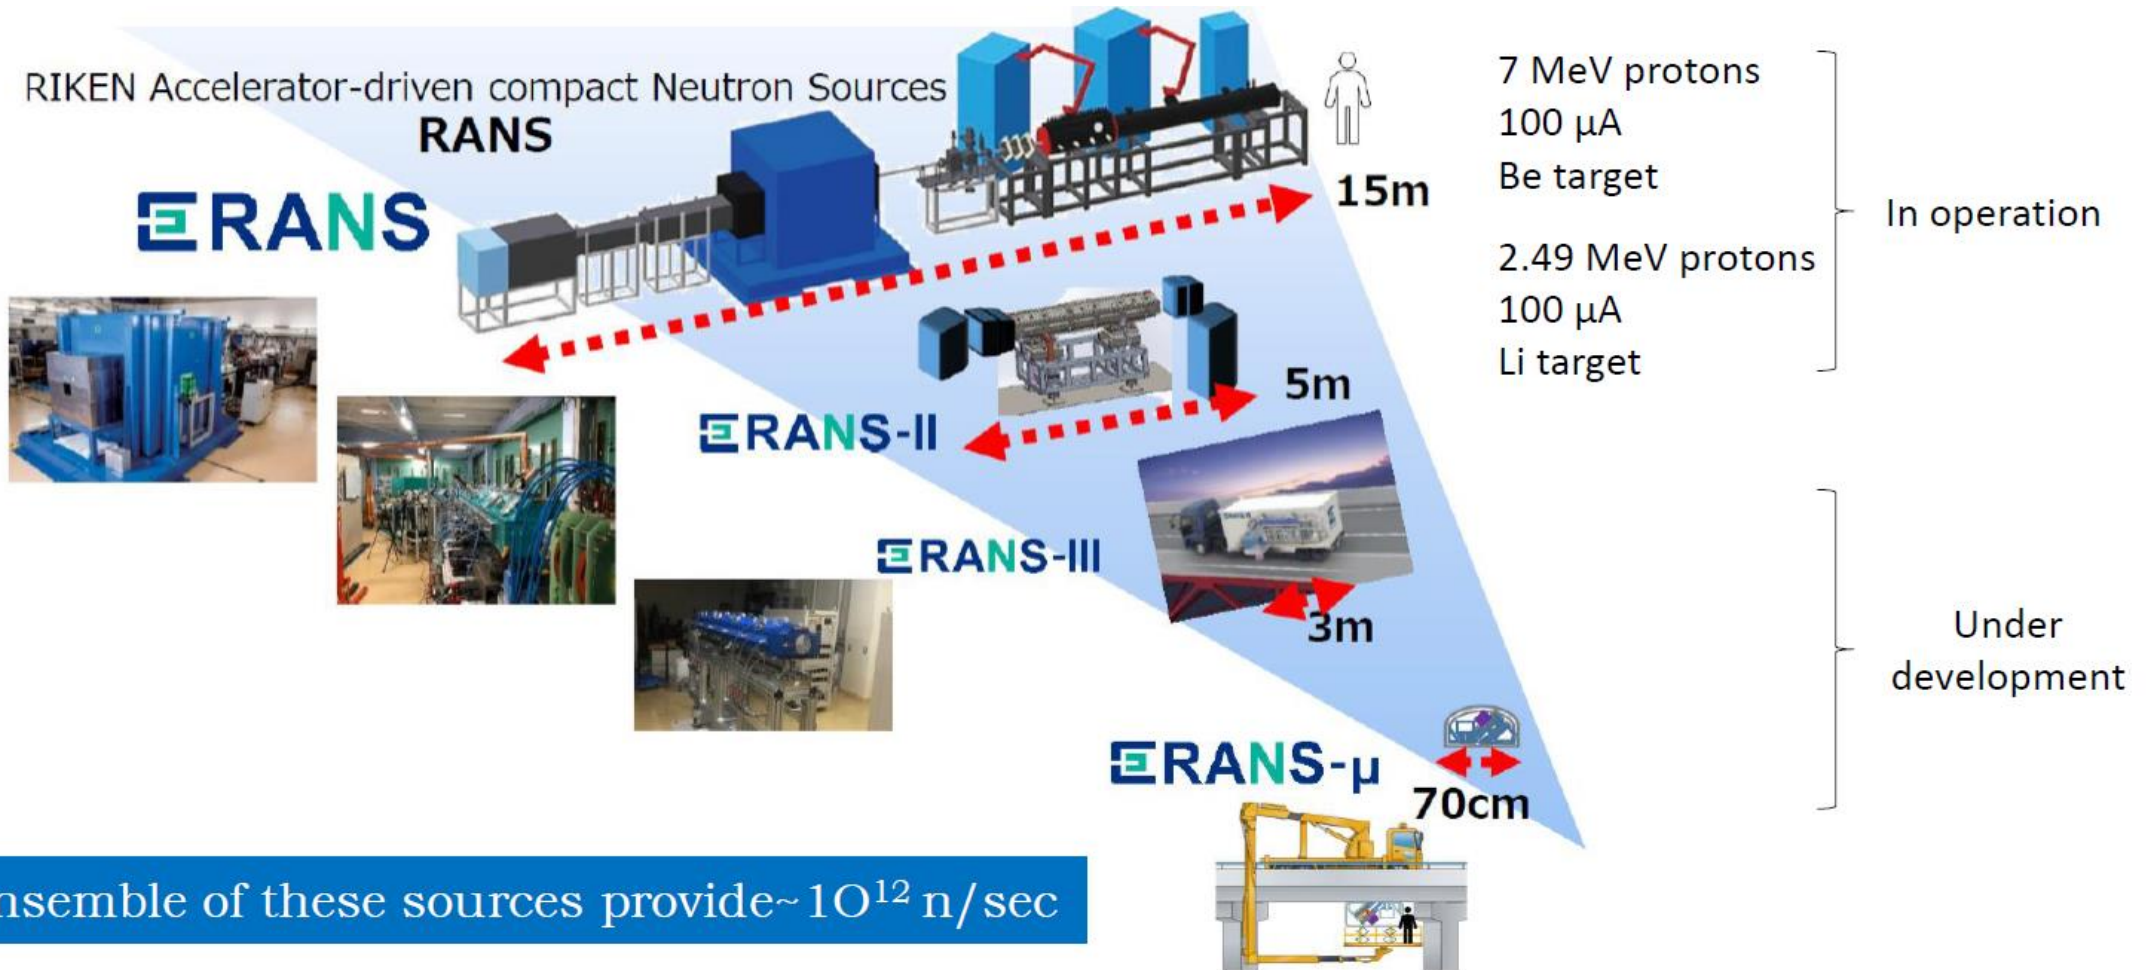 RIKEN Accelerator-driven compact Neutron Sources
RANS
RANS
15m
7 MeV protons
100 µA
Be target
2.49 MeV protons
100 µA
Li target
In operation
RANS-II
5m
RANS-III
3m
Under
development
RANS-µ
70cm
of these sources provide~10¹² n/sec